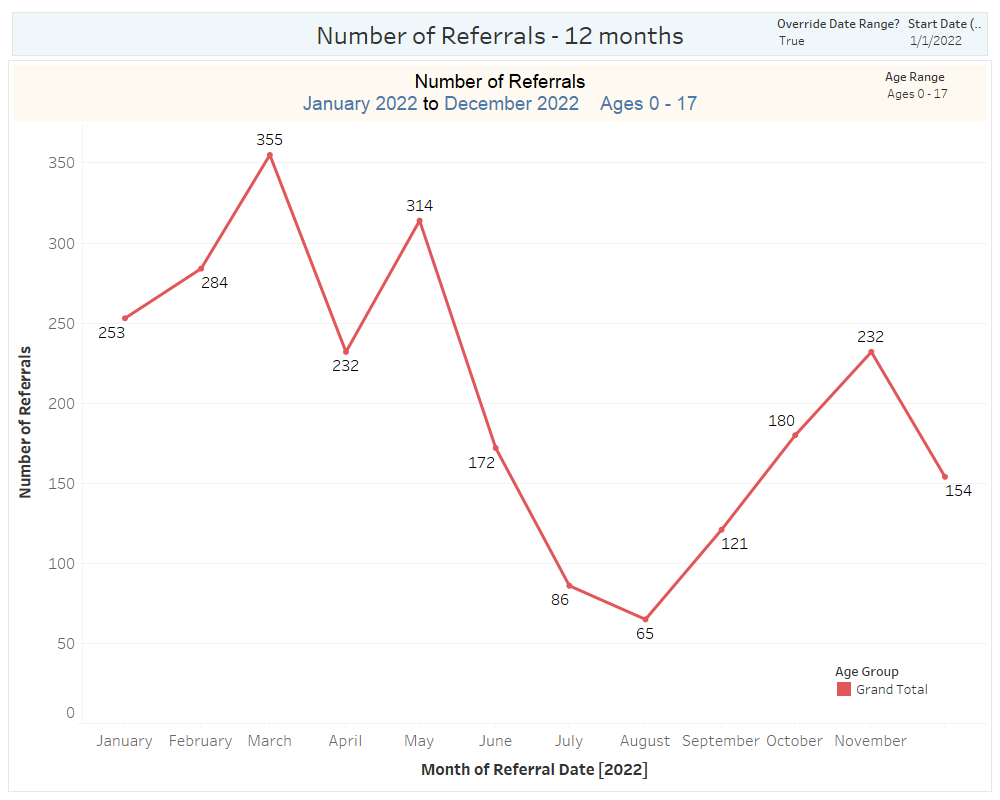 Number of Referrals - 12 months
Override Date Range? Start Date (..
True 1/1/2022
Number of Referrals
January 2022 to December 2022 Ages 0 - 17
Age Range
Ages 0 - 17
355
350
314
300
284
253
250
232
232
200
180
172
150
154
121
100
86
65
50
0
Number of Referrals
Age Group
Grand Total
January February March April May June July August September October November
Month of Referral Date [2022]